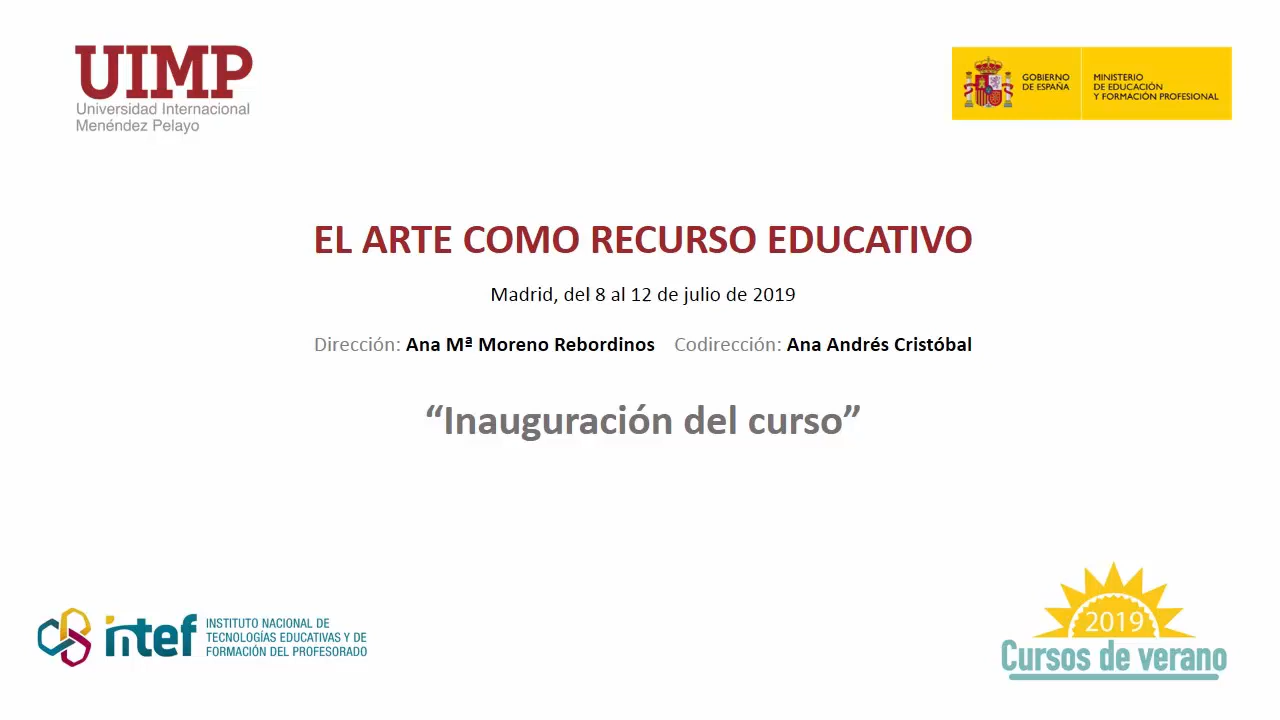 UIMP
Universidad Internacional
Menéndez Pelayo
GOBIERNO
DE ESPAÑA
MINISTERIO
DE EDUCACIÓN
Y FORMACIÓN PROFESIONAL
EL ARTE COMO RECURSO EDUCATIVO
Madrid, del 8 al 12 de julio de 2019
Dirección: Ana Mª Moreno Rebordinos Codirección: Ana Andrés Cristóbal
“Inauguración del curso”
intef
INSTITUTO NACIONAL DE
TECNOLOGÍAS EDUCATIVAS Y DE
FORMACIÓN DEL PROFESORADO
2019
Cursos de verano